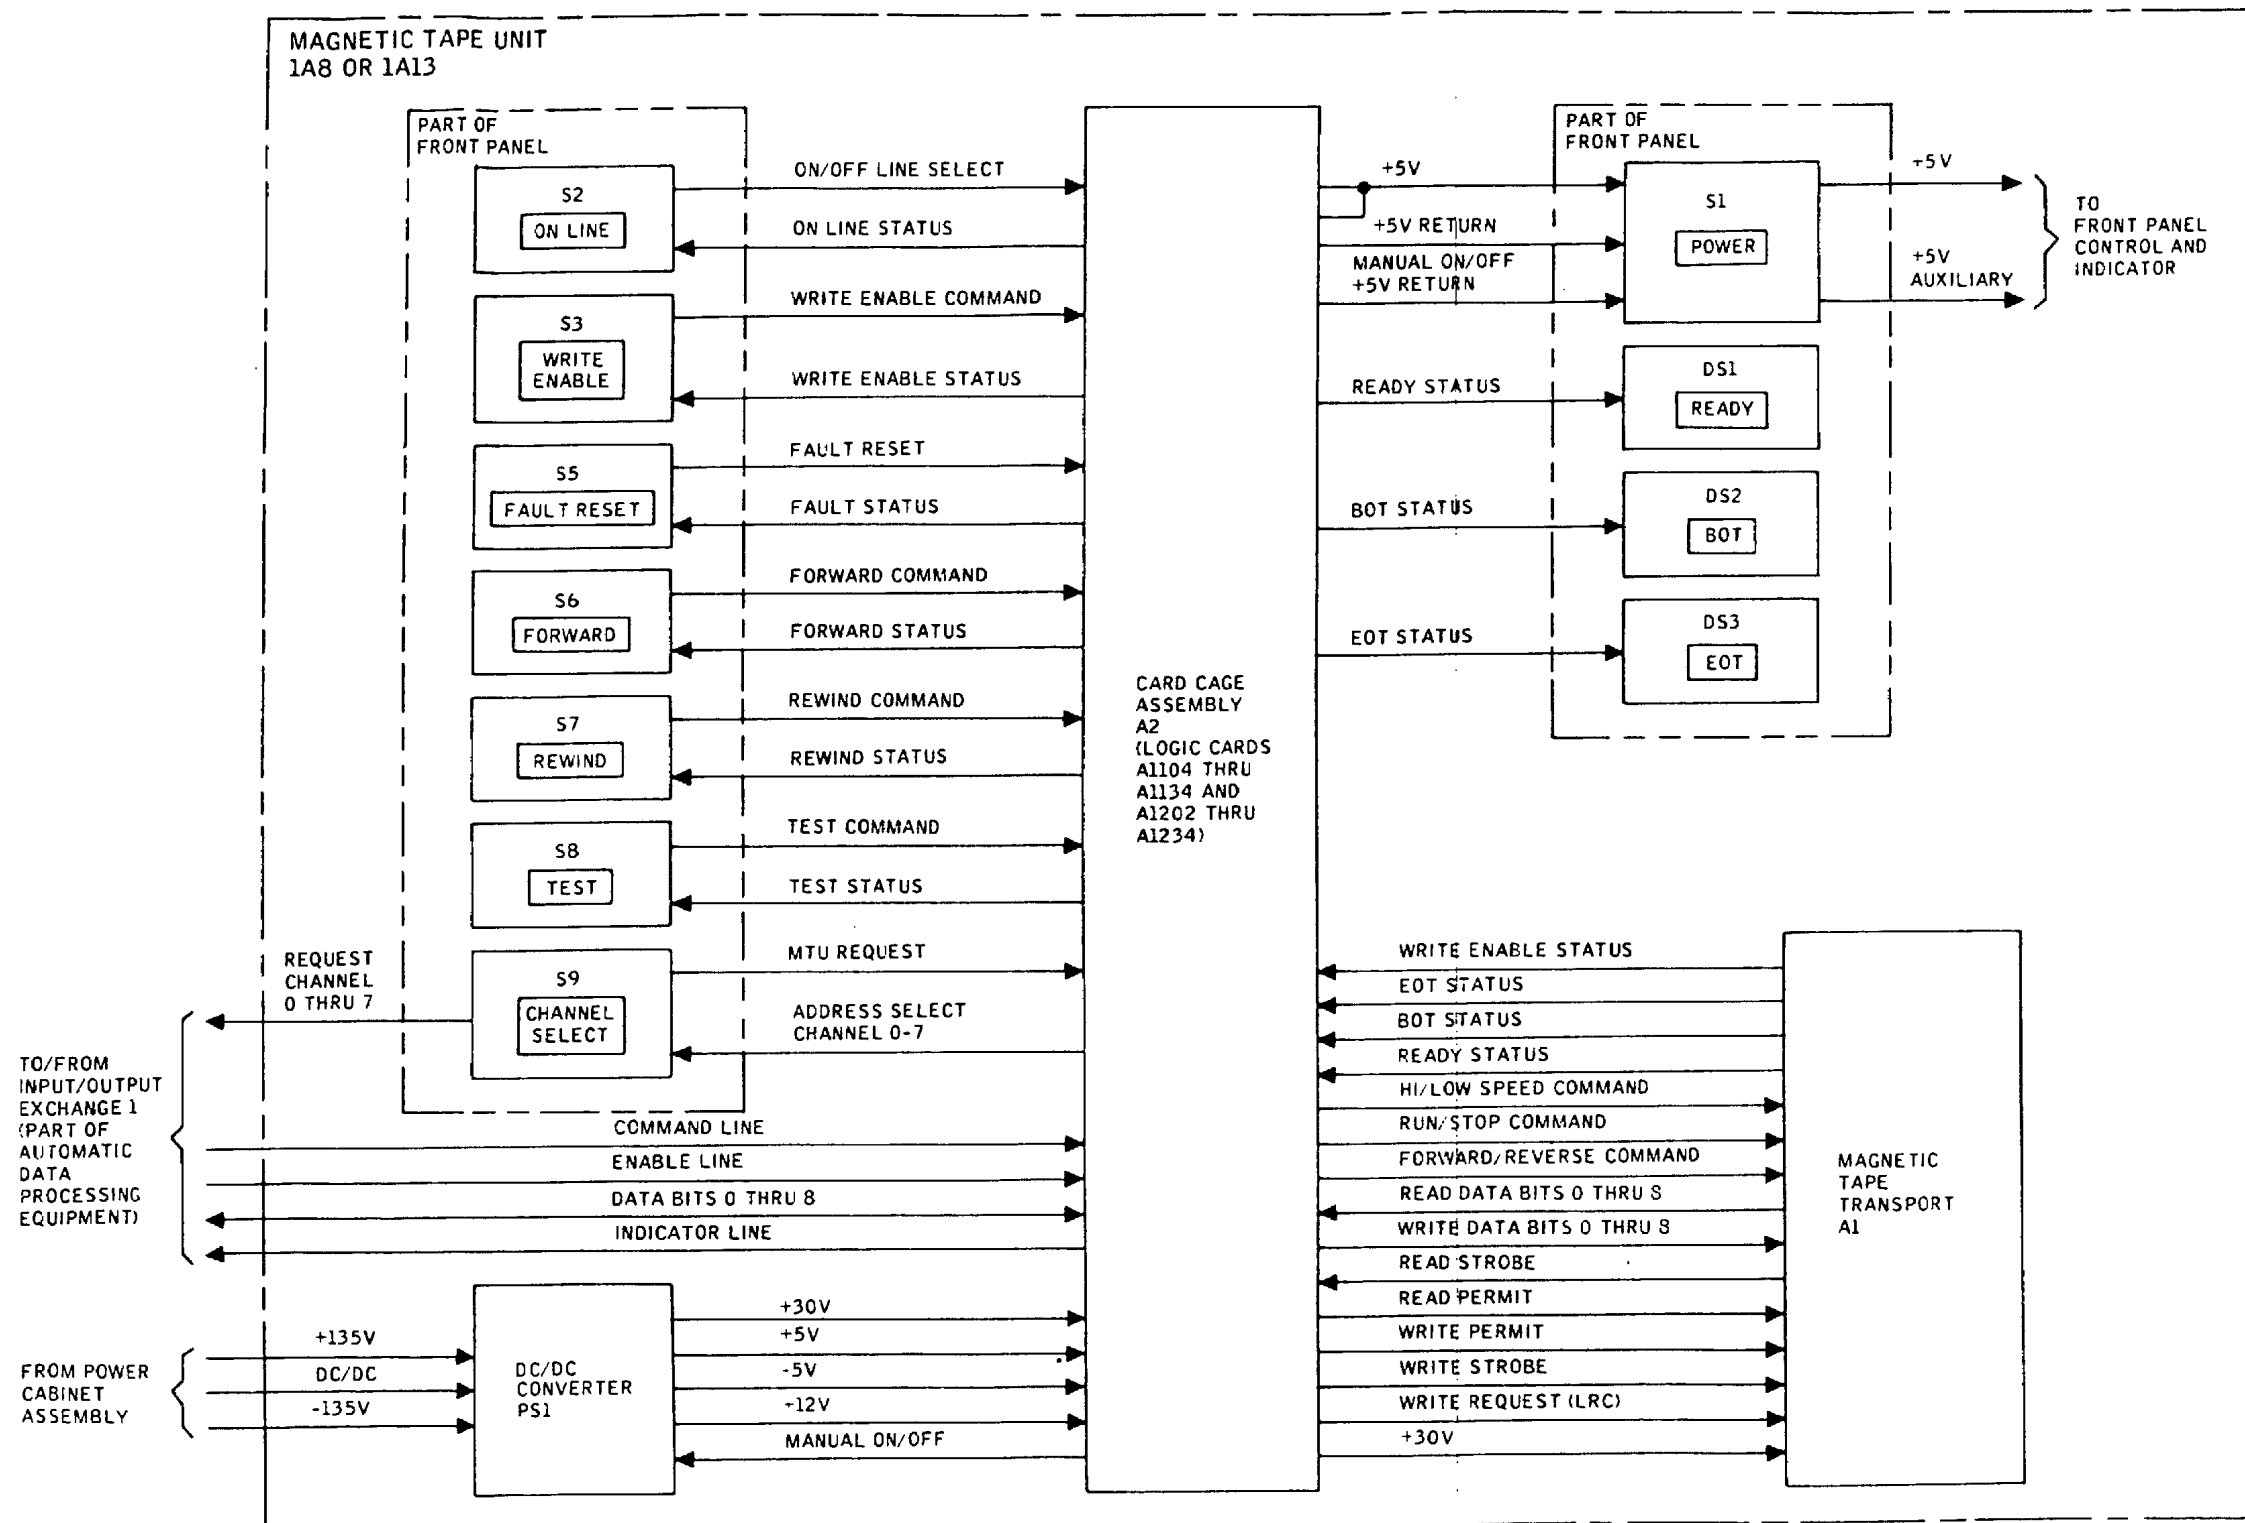 MAGNETIC TAPE UNIT
1A8 OR 1A13
PART OF
FRONT PANEL
S2
ON LINE
S3
WRITE
ENABLE
S5
FAULT RESET
S6
FORWARD
S7
REWIND
S8
TEST
S9
CHANNEL
SELECT
ON/OFF LINE SELECT
ON LINE STATUS
WRITE ENABLE COMMAND
WRITE ENABLE STATUS
FAULT RESET
FAULT STATUS
FORWARD COMMAND
FORWARD STATUS
REWIND COMMAND
REWIND STATUS
TEST COMMAND
TEST STATUS
MTU REQUEST
ADDRESS SELECT
CHANNEL 0-7
REQUEST
CHANNEL
0 THRU 7
TO/FROM
INPUT/OUTPUT
EXCHANGE 1
(PART OF
AUTOMATIC
DATA
PROCESSING
EQUIPMENT)
COMMAND LINE
ENABLE LINE
DATA BITS 0 THRU 8
INDICATOR LINE
FROM POWER
CABINET
ASSEMBLY
+135V
DC/DC
-135V
DC/DC
CONVERTER
PS1
+30V
+5V
-5V
+12V
MANUAL ON/OFF
CARD CAGE
ASSEMBLY
A2
(LOGIC CARDS
A1104 THRU
A1134 AND
A1202 THRU
A1234)
+5V
+5V RETURN
MANUAL ON/OFF
+5V RETURN
READY STATUS
BOT STATUS
EOT STATUS
PART OF
FRONT PANEL
S1
POWER
DS1
READY
DS2
BOT
DS3
EOT
+5V
+5V
AUXILIARY
TO
FRONT PANEL
CONTROL AND
INDICATOR
WRITE ENABLE STATUS
EOT STATUS
BOT STATUS
READY STATUS
HI/LOW SPEED COMMAND
RUN/STOP COMMAND
FORWARD/REVERSE COMMAND
READ DATA BITS 0 THRU 8
WRITE DATA BITS 0 THRU 8
READ STROBE
READ PERMIT
WRITE PERMIT
WRITE STROBE
WRITE REQUEST (LRC)
+30V
MAGNETIC
TAPE
TRANSPORT
A1